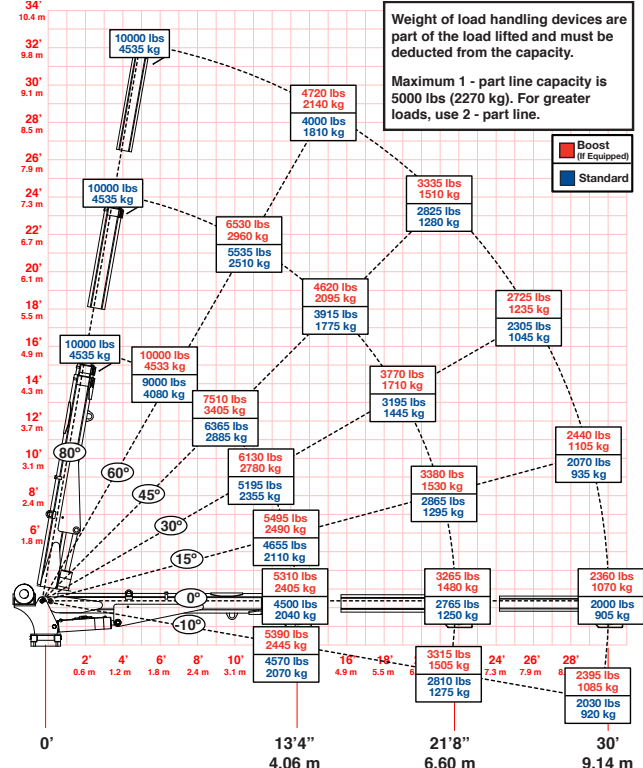 34’
10.4 m
32’
9.8 m
30’
9.1 m
28’
8.5 m
26’
7.9 m
24’
7.3 m
22’
6.7 m
20’
6.1 m
18’
5.5 m
16’
4.9 m
14’
4.3 m
12’
3.7 m
10’
3.1 m
8’
2.4 m
6’
1.8 m
Weight of load handling devices are
part of the load lifted and must be
deducted from the capacity.
Maximum 1 - part line capacity is
5000 lbs (2270 kg). For greater
loads, use 2 - part line.
Boost
(If Equipped)
Standard
10000 lbs
4535 kg
4720 lbs
2140 kg
4000 lbs
1810 kg
3335 lbs
1510 kg
2825 lbs
1280 kg
10000 lbs
4535 kg
6530 lbs
2960 kg
5535 lbs
2510 kg
4620 lbs
2095 kg
3915 lbs
1775 kg
2725 lbs
1235 kg
2305 lbs
1045 kg
10000 lbs
4535 kg
10000 lbs
4533 kg
9000 lbs
4080 kg
7510 lbs
3405 kg
6365 lbs
2885 kg
3770 lbs
1710 kg
3195 lbs
1445 kg
6130 lbs
2780 kg
5195 lbs
2355 kg
2440 lbs
1105 kg
2070 lbs
935 kg
3380 lbs
1530 kg
2865 lbs
1295 kg
5495 lbs
2490 kg
4655 lbs
2110 kg
80º
60º
45º
30º
15º
0º
-10º
5310 lbs
2405 kg
4500 lbs
2040 kg
3265 lbs
1480 kg
2765 lbs
1250 kg
2360 lbs
1070 kg
2000 lbs
905 kg
5390 lbs
2445 kg
4570 lbs
2070 kg
3315 lbs
1505 kg
2810 lbs
1275 kg
2395 lbs
1085 kg
2030 lbs
920 kg
2’ 4’ 6’ 8’ 10’ 16’ 18’ 24’ 26’ 28’
0.6 m 1.2 m 1.8 m 2.4 m 3.1 m 4.9 m 5.5 m 7.3 m 7.9 m
0’ 13’4” 21’8” 30’
4.06 m 6.60 m 9.14 m